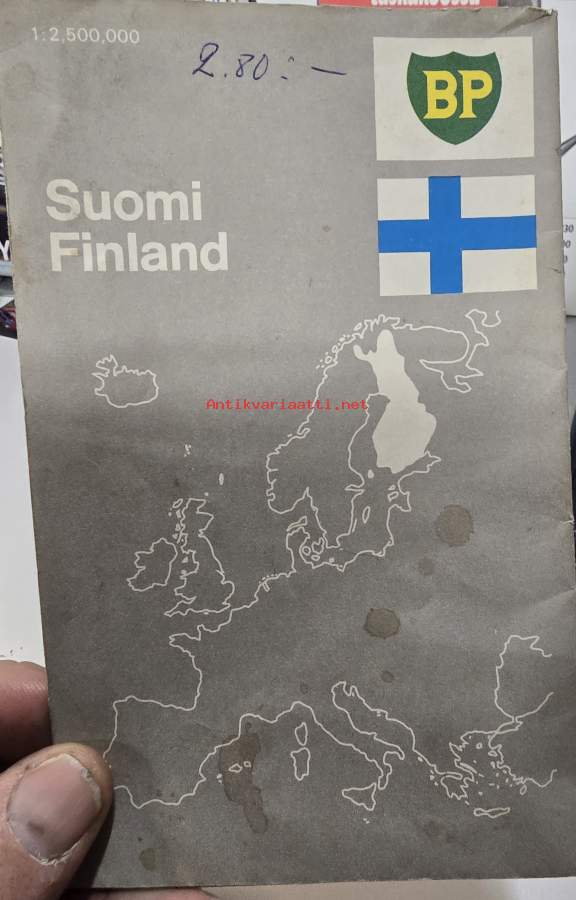 1:2,500,000
2.80:—
BP
Suomi
Finland
Antikvariaatti.net